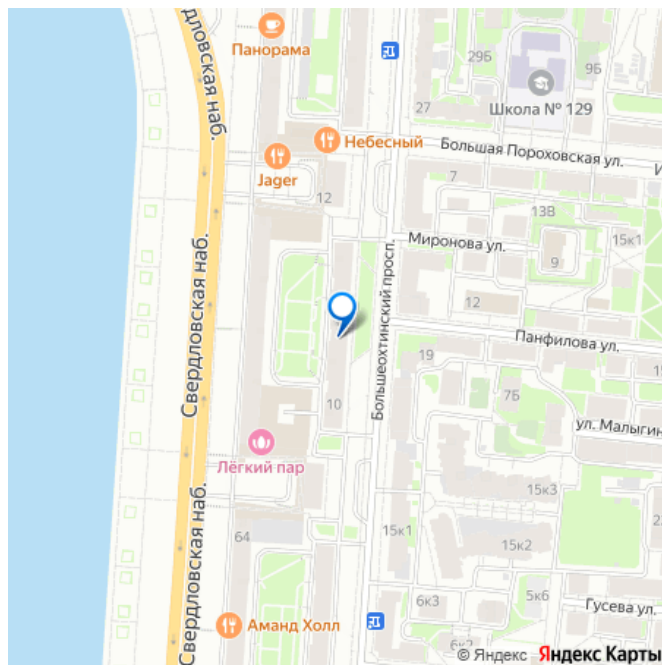 дловская наб.
Панорама
29Б
9Б
Школа № 129
27
Небесный
Большая Пороховская ул.
Jager
7
12
13В
15к1
Миронова ул.
9
Свердловская наб.
Большеохтинский просп.
12
Панфилова ул.
19
7Б
10
ул. Малыгин
Лёгкий пар
15к3
15к1
64
15к2
5к6
6к3
Гусева ул.
Свердловская наб.
Аманд Холл
© Яндекс Яндекс Карты